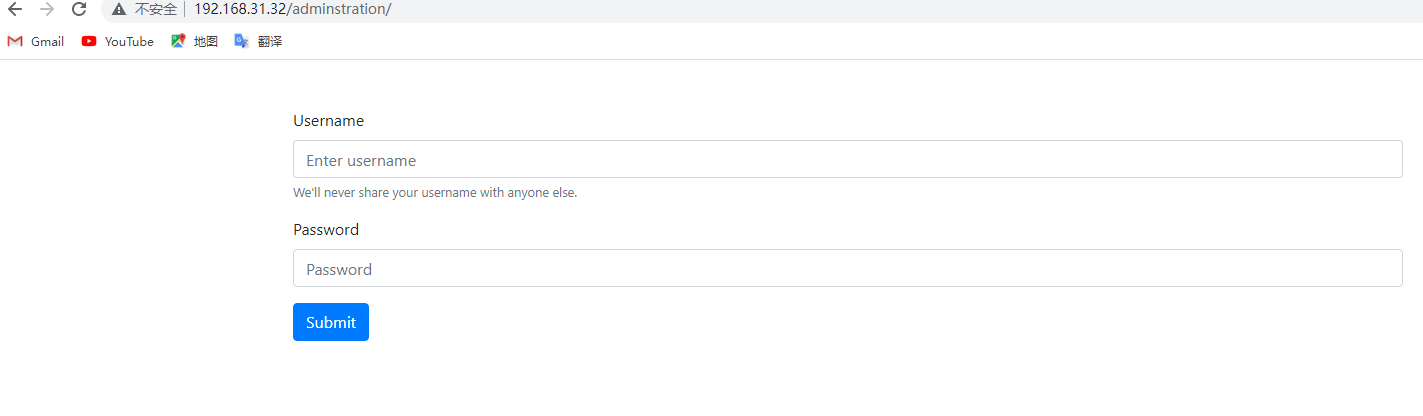 不安全 192.168.31.32/adminstration/
Gmail YouTube 地图 翻译
Username
Enter username
We'll never share your username with anyone else.
Password
Password
Submit